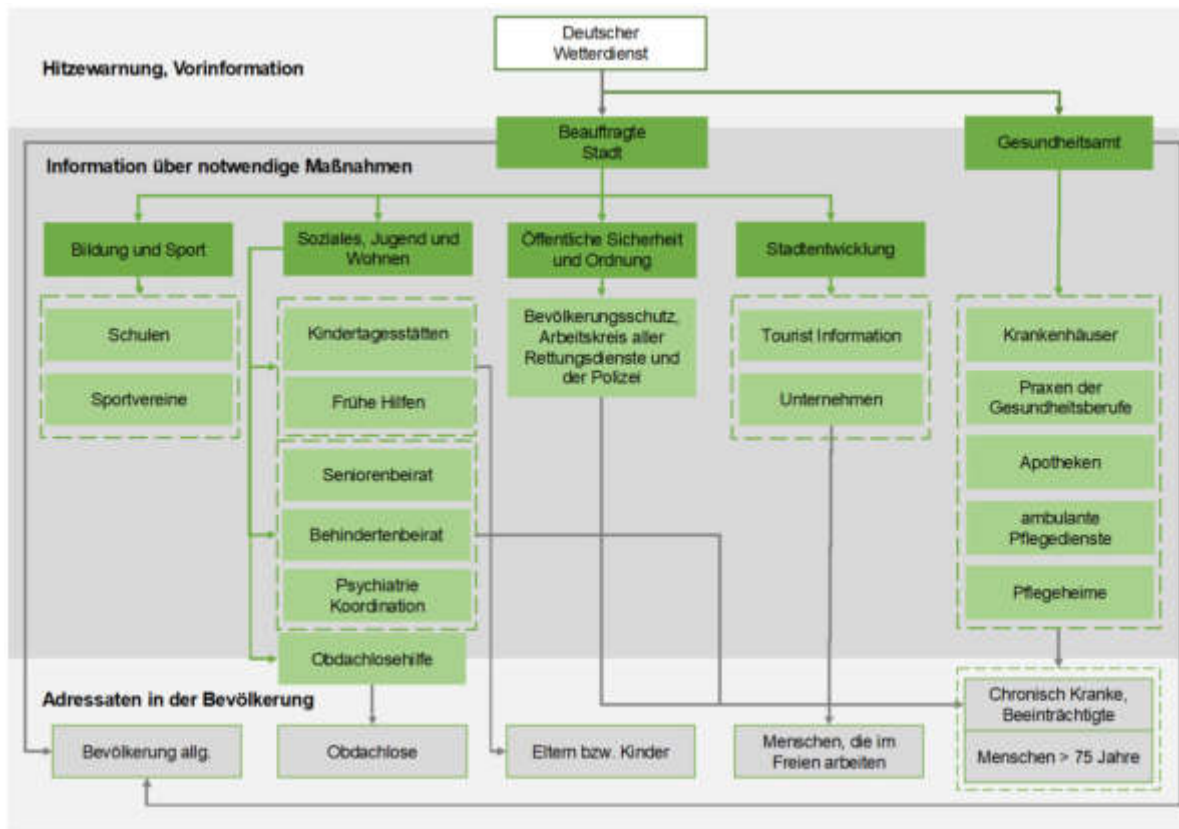 Deutscher
Wetterdienst
Hitzewarnung, Vorinformation
Beauftragte
Stadt
Gesundheitsamt
Information über notwendige Maßnahmen
Bildung und Sport
Soziales, Jugend und
Wohnen
Öffentliche Sicherheit
und Ordnung
Stadtentwicklung
Schulen
Sportvereine
Kindertagesstätten
Frühe Hilfen
Seniorenbeirat
Behindertenbeirat
Psychiatrie
Koordination
Obdachlosehilfe
Bevölkerungsschutz,
Arbeitskreis aller
Rettungsdienste und
der Polizei
Tourist Information
Unternehmen
Krankenhäuser
Praxen der
Gesundheitsberufe
Apotheken
ambulante
Pflegedienste
Pflegeheime
Adressaten in der Bevölkerung
Bevölkerung allg.
Obdachlose
Eltern bzw. Kinder
Menschen, die im
Freien arbeiten
Chronisch Kranke,
Beeinträchtigte
Menschen > 75 Jahre